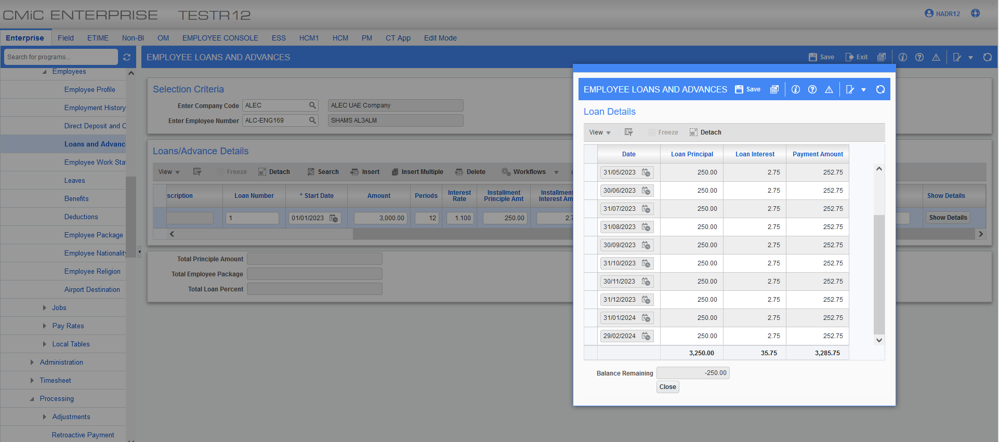 CMiC ENTERPRISE TESTR12
HADR12
Enterprise Field ETIME Non-BI OM EMPLOYEE CONSOLE ESS HCM1 HCM PM CT App Edit Mode
Search for programs...
EMPLOYEE LOANS AND ADVANCES
Save Exit
Employees
Employee Profile
Employment History
Direct Deposit and C
Loans and Advanc
Employee Work Sta
Leaves
Benefits
Deductions
Employee Package
Employee Nationality
Employee Religion
Airport Destination
Jobs
Pay Rates
Local Tables
Administration
Timesheet
Processing
Adjustments
Retroactive Payment
Selection Criteria
Enter Company Code ALEC ALEC UAE Company
Enter Employee Number ALC-ENG169 SHAMS AL3ALM
Loans/Advance Details
View Freeze Detach Search Insert Insert Multiple Delete Workflows
scription Loan Number * Start Date Amount Periods Interest Rate Installment Principle Amt Installment Interest Am Show Details
1 01/01/2023 3,000.00 12 1.100 250.00 2.7 Show Details
Total Principle Amount
Total Employee Package
Total Loan Percent
EMPLOYEE LOANS AND ADVANCES Save
Loan Details
View Freeze Detach
Date Loan Principal Loan Interest Payment Amount
31/05/2023 250.00 2.75 252.75
30/06/2023 250.00 2.75 252.75
31/07/2023 250.00 2.75 252.75
31/08/2023 250.00 2.75 252.75
30/09/2023 250.00 2.75 252.75
31/10/2023 250.00 2.75 252.75
30/11/2023 250.00 2.75 252.75
31/12/2023 250.00 2.75 252.75
31/01/2024 250.00 2.75 252.75
29/02/2024 250.00 2.75 252.75
3,250.00 35.75 3,285.75
Balance Remaining -250.00
Close